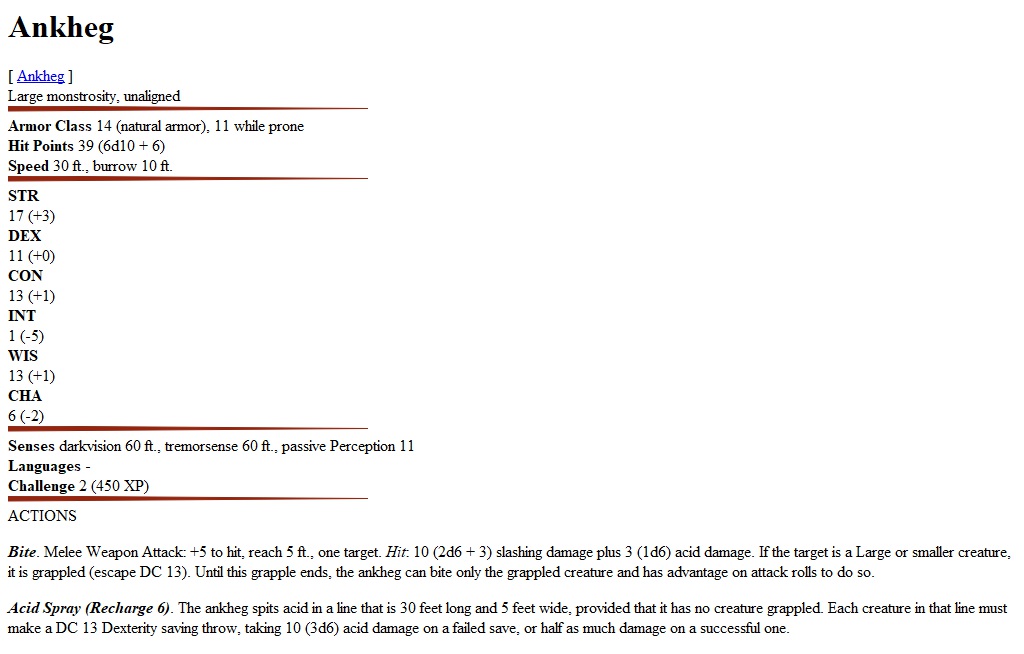 Ankheg
[ Ankheg ]
Large monstrosity, unaligned
Armor Class 14 (natural armor), 11 while prone
Hit Points 39 (6d10 + 6)
Speed 30 ft., burrow 10 ft.
STR
17 (+3)
DEX
11 (+0)
CON
13 (+1)
INT
1 (-5)
WIS
13 (+1)
CHA
6 (-2)
Senses darkvision 60 ft., tremorsense 60 ft., passive Perception 11
Languages -
Challenge 2 (450 XP)
ACTIONS
Bite. Melee Weapon Attack: +5 to hit, reach 5 ft., one target. Hit: 10 (2d6 + 3) slashing damage plus 3 (1d6) acid damage. If the target is a Large or smaller creature,
it is grappled (escape DC 13). Until this grapple ends, the ankheg can bite only the grappled creature and has advantage on attack rolls to do so.
Acid Spray (Recharge 6). The ankheg spits acid in a line that is 30 feet long and 5 feet wide, provided that it has no creature grappled. Each creature in that line must
make a DC 13 Dexterity saving throw, taking 10 (3d6) acid damage on a failed save, or half as much damage on a successful one.